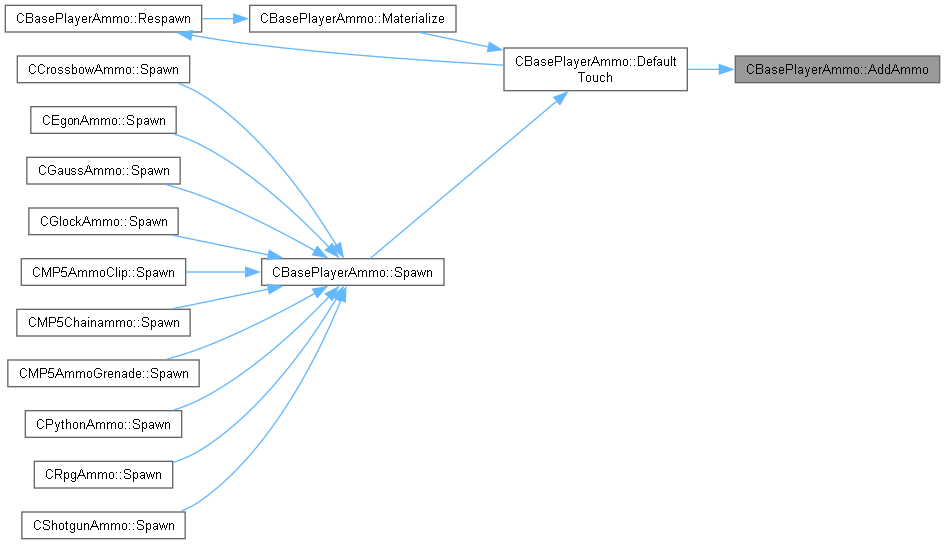 CBasePlayerAmmo::Respawn
CBasePlayerAmmo::Materialize
CBasePlayerAmmo::Default
Touch
CBasePlayerAmmo::AddAmmo
CCrossbowAmmo::Spawn
CEgonAmmo::Spawn
CGaussAmmo::Spawn
CGlockAmmo::Spawn
CMP5AmmoClip::Spawn
CBasePlayerAmmo::Spawn
CMP5Chainammo::Spawn
CMP5AmmoGrenade::Spawn
CPythonAmmo::Spawn
CRpgAmmo::Spawn
CShotgunAmmo::Spawn